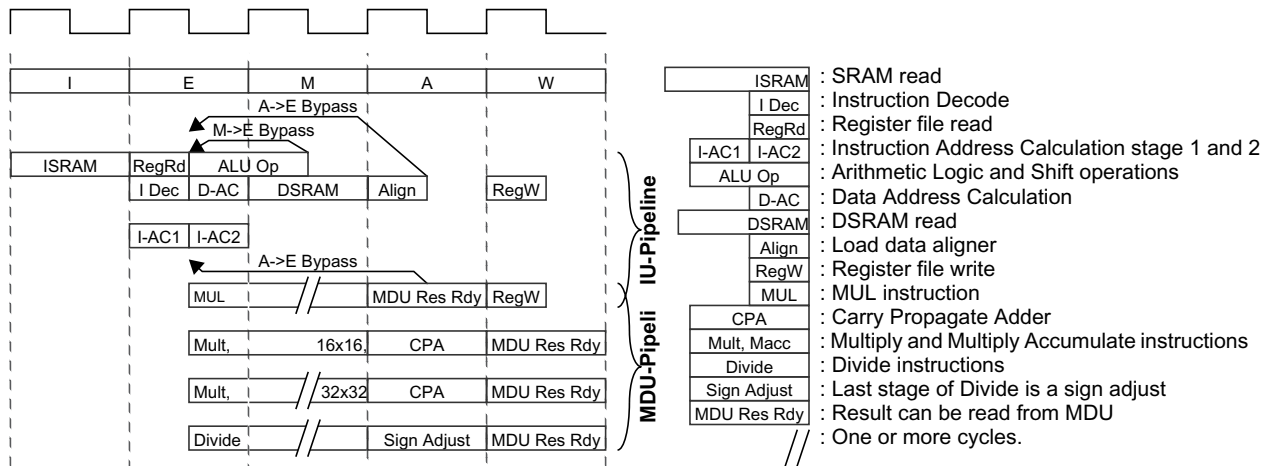 I E M A W
A->E Bypass
M->E Bypass
ISRAM RegRd ALU Op
I Dec D-AC DSRAM Align RegW
I-AC1 I-AC2
A->E Bypass
MUL MDU Res Rdy RegW
Mult, 16x16, CPA MDU Res Rdy
Mult, 32x32 CPA MDU Res Rdy
Divide Sign Adjust MDU Res Rdy
IU-Pipeline
MDU-Pipeli
ISRAM : SRAM read
I Dec : Instruction Decode
RegRd : Register file read
I-AC1 I-AC2 : Instruction Address Calculation stage 1 and 2
ALU Op : Arithmetic Logic and Shift operations
D-AC : Data Address Calculation
DSRAM : DSRAM read
Align : Load data aligner
RegW : Register file write
MUL : MUL instruction
CPA : Carry Propagate Adder
Mult, Macc : Multiply and Multiply Accumulate instructions
Divide : Divide instructions
Sign Adjust : Last stage of Divide is a sign adjust
MDU Res Rdy : Result can be read from MDU
: One or more cycles.